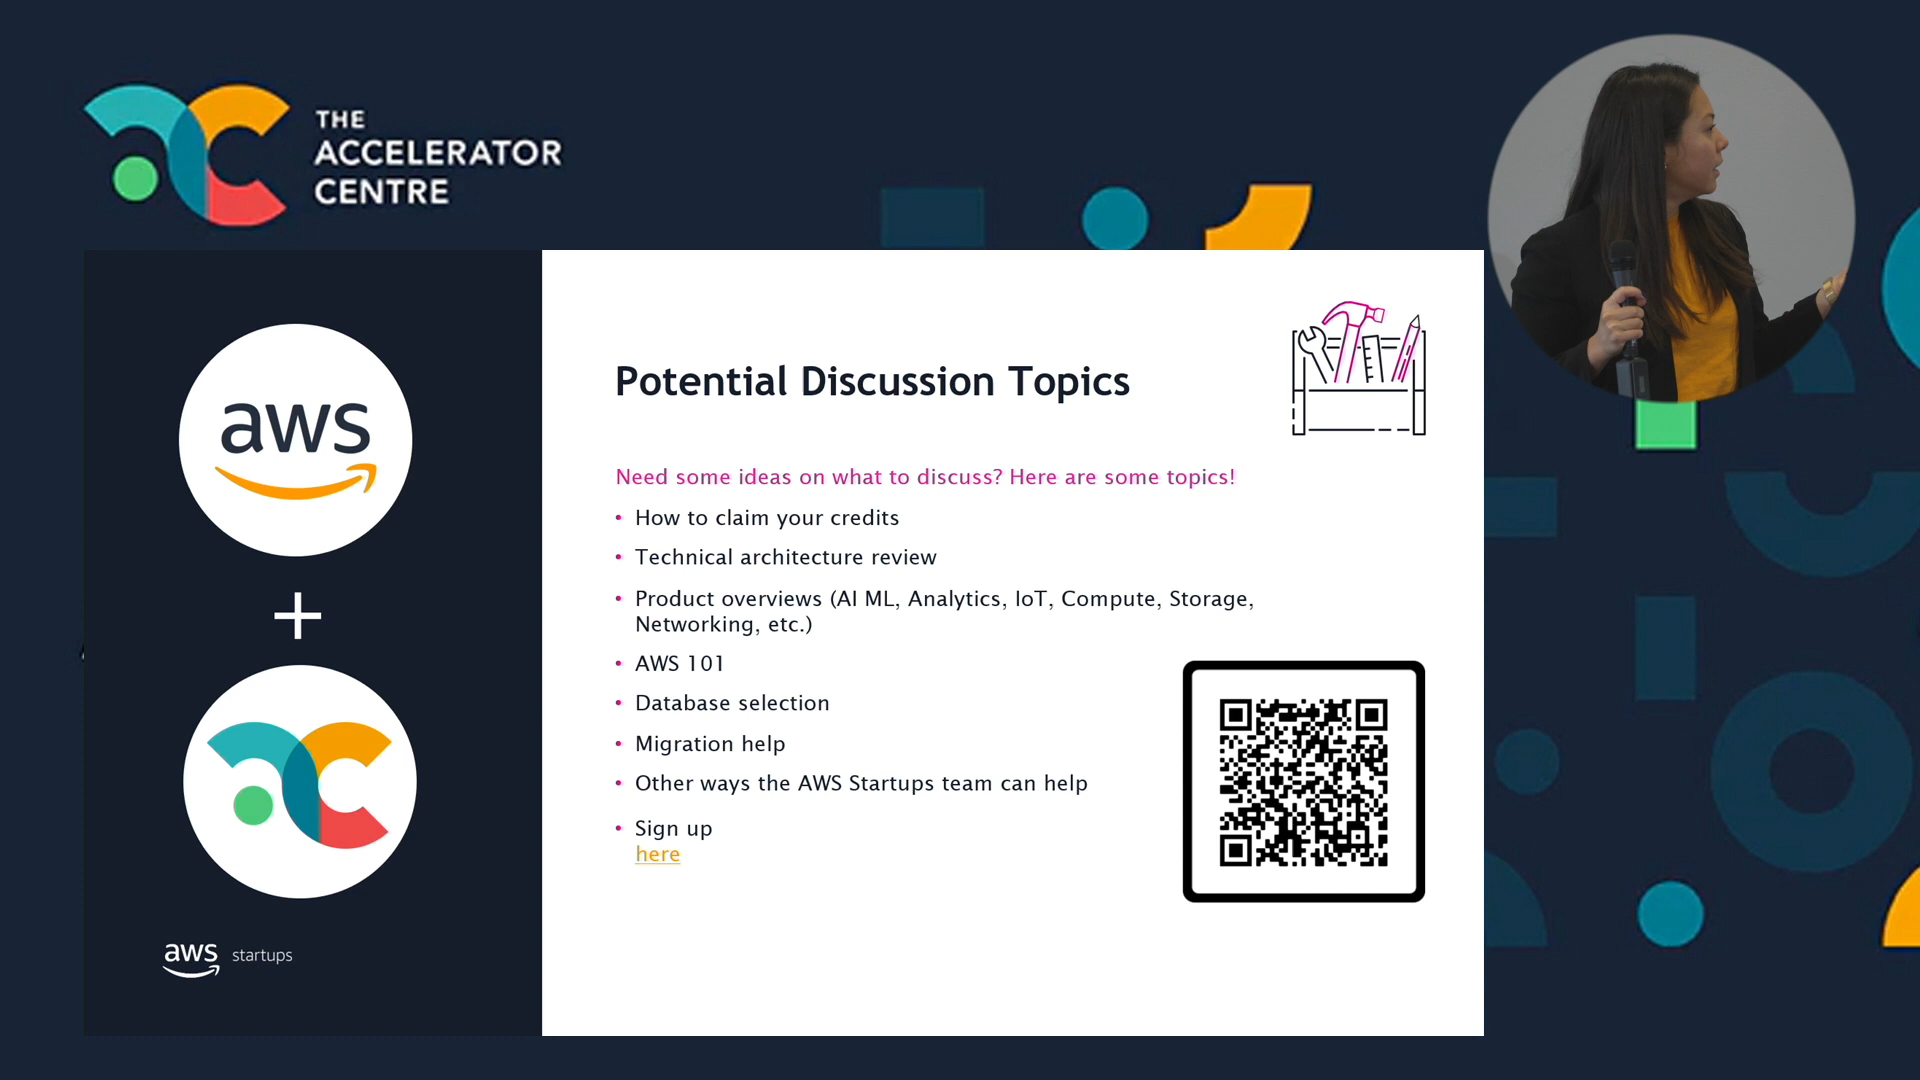 THE
ACCELERATOR
CENTRE
aws
aws startups
Potential Discussion Topics
Need some ideas on what to discuss? Here are some topics!
• How to claim your credits
• Technical architecture review
• Product overviews (AI ML, Analytics, IoT, Compute, Storage,
Networking, etc.)
• AWS 101
• Database selection
• Migration help
• Other ways the AWS Startups team can help
• Sign up
here